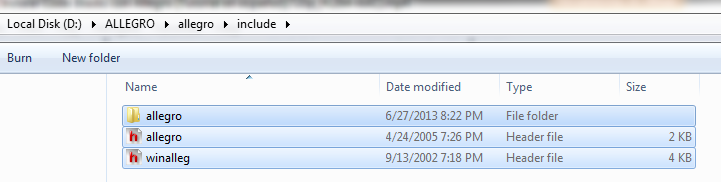 Local Disk (D:) ▸ ALLEGRO ▸ allegro ▸ include ▸
Burn New folder
Name Date modified Type Size
allegro 6/27/2013 8:22 PM File folder
allegro 4/24/2005 7:26 PM Header file 2 KB
winalleg 9/13/2002 7:18 PM Header file 4 KB